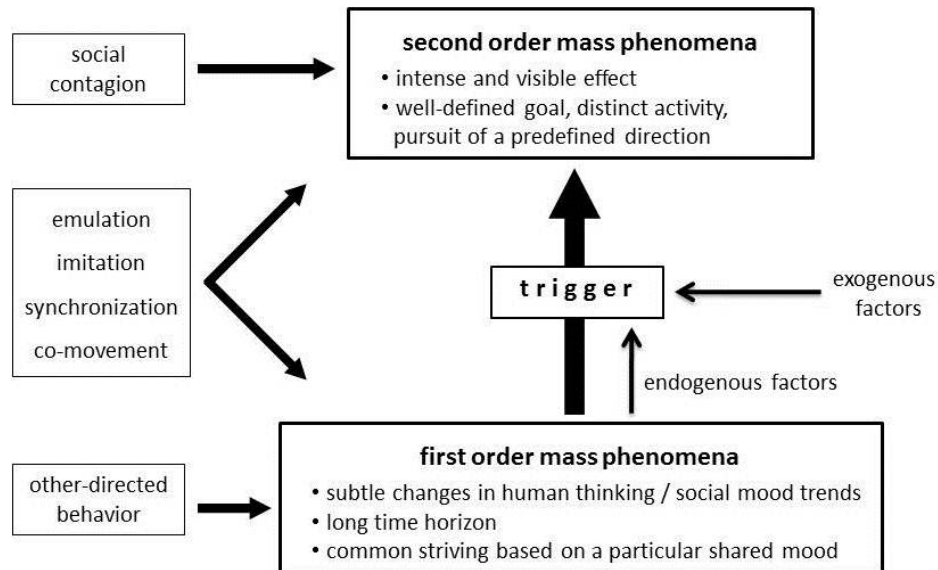 social
contagion
second order mass phenomena
• intense and visible effect
• well-defined goal, distinct activity,
pursuit of a predefined direction
emulation
imitation
synchronization
co-movement
trigger
exogenous
factors
endogenous factors
other-directed
behavior
first order mass phenomena
• subtle changes in human thinking / social mood trends
• long time horizon
• common striving based on a particular shared mood